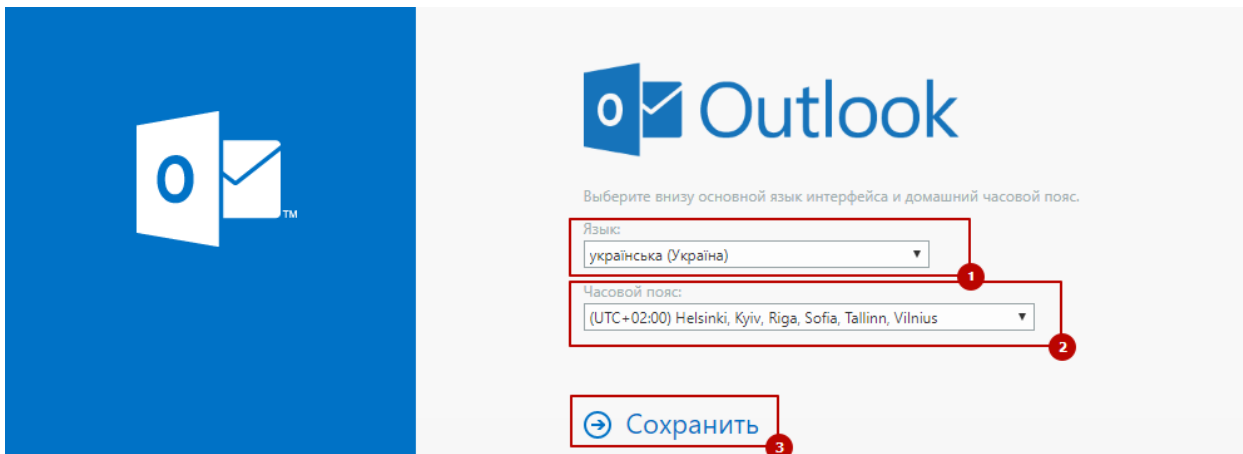 O
TM
O Outlook
Выберите внизу основной язык интерфейса и домашний часовой пояс.
Язык:
українська (Україна)
1
Часовой пояс:
(UTC+02:00) Helsinki, Kyiv, Riga, Sofia, Tallinn, Vilnius
2
Сохранить
3